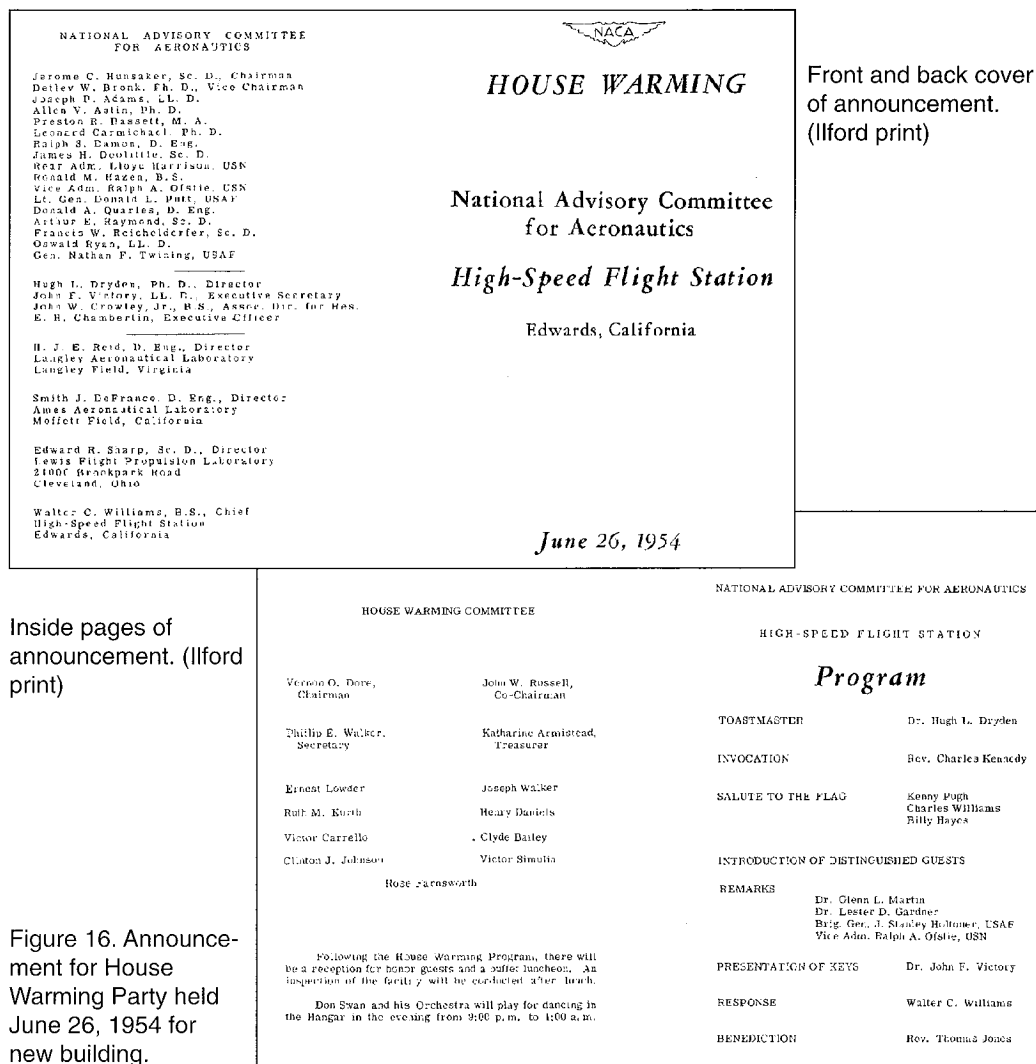 NATIONAL ADVISORY COMMITTEE
FOR AERONAUTICS
Jerome C. Hunsaker, Sc. D., Chairman
Detlev W. Bronk, Ph. D., Vice Chairman
Joseph P. Adams, LL. D.
Allen V. Astin, Ph. D.
Preston R. Bassett, M. A.
Leonard Carmichael, Ph. D.
Ralph S. Damon, D. Eng.
James H. Doolittle, Sc. D.
Rear Adm. Lloyd Harrison, USN
Ronald M. Hazen, B.S.
Vice Adm. Ralph A. Ofstie, USN
Lt. Gen. Donald L. Putt, USAF
Donald A. Quarles, D. Eng.
Arthur E. Raymond, Sc. D.
Francis W. Reichelderfer, Sc. D.
Oswald Ryan, LL. D.
Gen. Nathan F. Twining, USAF
Hugh L. Dryden, Ph. D., Director
John F. Victory, LL. D., Executive Secretary
John W. Crowley, Jr., B.S., Assoc. Dir. for Res.
E. H. Chamberlin, Executive Officer
H. J. E. Reid, D. Eng., Director
Langley Aeronautical Laboratory
Langley Field, Virginia
Smith J. DeFrance, D. Eng., Director
Ames Aeronautical Laboratory
Moffett Field, California
Edward R. Sharp, Sc. D., Director
Lewis Flight Propulsion Laboratory
21000 Brookpark Road
Cleveland, Ohio
Walter C. Williams, B.S., Chief
High-Speed Flight Station
Edwards, California
NACA
HOUSE WARMING
National Advisory Committee
for Aeronautics
High-Speed Flight Station
Edwards, California
June 26, 1954
Front and back cover
of announcement.
(Ilford print)
Inside pages of
announcement. (Ilford
print)
HOUSE WARMING COMMITTEE
Vernon O. Dore,
Chairman
John W. Russell,
Co-Chairman
Phillip E. Walker,
Secretary
Katharine Armistead,
Treasurer
Ernest Lowder
Joseph Walker
Ruth M. Kurth
Henry Daniels
Victor Carrello
Clyde Bailey
Clinton J. Johnson
Victor Simulia
Rose Farnsworth
Following the House Warming Program, there will
be a reception for honor guests and a buffet luncheon. An
inspection of the facility will be conducted after lunch.
Don Swan and his Orchestra will play for dancing in
the Hangar in the evening from 9:00 p.m. to 1:00 a.m.
NATIONAL ADVISORY COMMITTEE FOR AERONAUTICS
HIGH-SPEED FLIGHT STATION
Program
TOASTMASTER Dr. Hugh L. Dryden
INVOCATION Rev. Charles Kennedy
SALUTE TO THE FLAG Kenny Pugh
Charles Williams
Billy Hayes
INTRODUCTION OF DISTINGUISHED GUESTS
REMARKS
Dr. Glenn L. Martin
Dr. Lester D. Gardner
Brig. Gen. J. Stanley Holtoner, USAF
Vice Adm. Ralph A. Ofstie, USN
PRESENTATION OF KEYS Dr. John F. Victory
RESPONSE Walter C. Williams
BENEDICTION Rev. Thomas Jones
Figure 16. Announce-
ment for House
Warming Party held
June 26, 1954 for
new building.